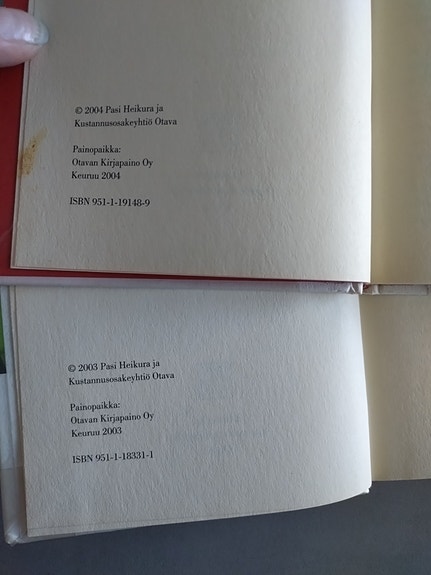 © 2004 Pasi Heikura ja
Kustannusosakeyhtiö Otava
Painopaikka:
Otavan Kirjapaino Oy
Keuruu 2004
ISBN 951-1-19148-9
© 2003 Pasi Heikura ja
Kustannusosakeyhtiö Otava
Painopaikka:
Otavan Kirjapaino Oy
Keuruu 2003
ISBN 951-1-18331-1